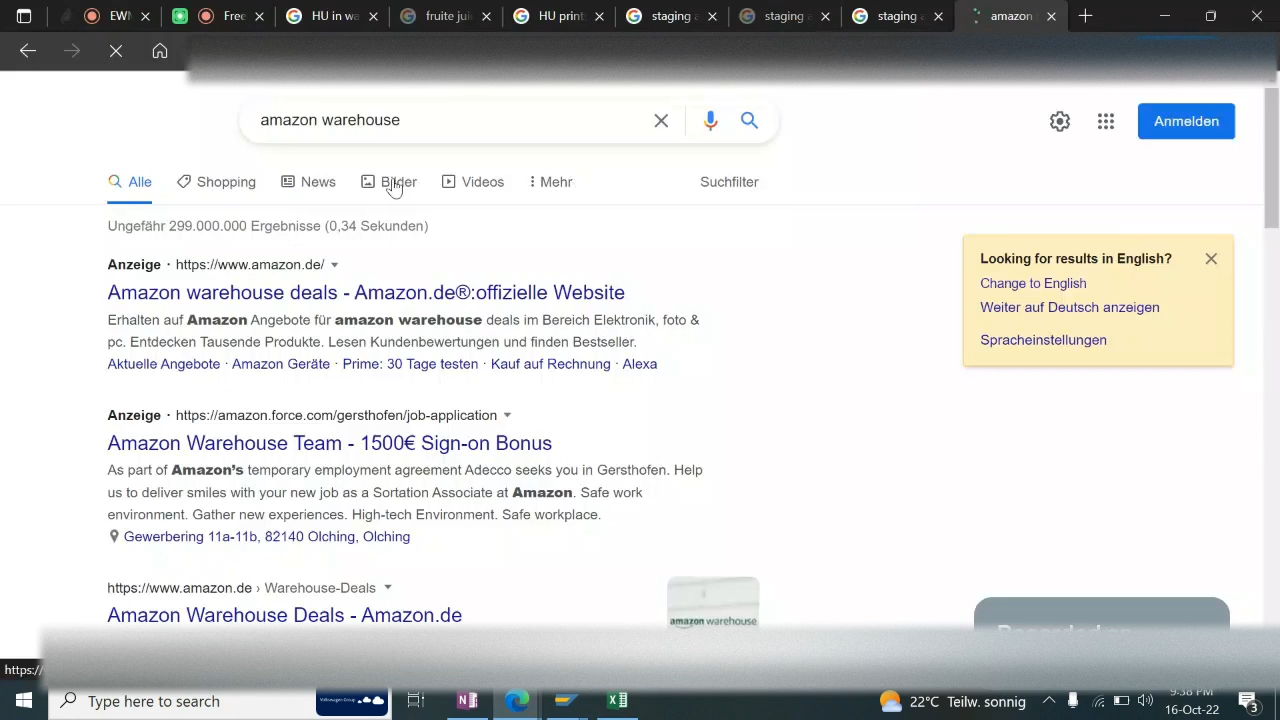 EWN
Free
HU in wa
fruite jui
HU print
staging a
staging a
staging a
amazon
amazon warehouse
Anmelden
Alle
Shopping
News
Bilder
Videos
Mehr
Suchfilter
Ungefähr 299.000.000 Ergebnisse (0,34 Sekunden)
Anzeige · https://www.amazon.de/
Amazon warehouse deals - Amazon.de®:offizielle Website
Erhalten auf Amazon Angebote für amazon warehouse deals im Bereich Elektronik, foto &
pc. Entdecken Tausende Produkte. Lesen Kundenbewertungen und finden Bestseller.
Aktuelle Angebote · Amazon Geräte · Prime: 30 Tage testen · Kauf auf Rechnung · Alexa
Anzeige · https://amazon.force.com/gersthofen/job-application
Amazon Warehouse Team - 1500€ Sign-on Bonus
As part of Amazon's temporary employment agreement Adecco seeks you in Gersthofen. Help
us to deliver smiles with your new job as a Sortation Associate at Amazon. Safe work
environment. Gather new experiences. High-tech Environment. Safe workplace.
Gewerbering 11a-11b, 82140 Olching, Olching
https://www.amazon.de › Warehouse-Deals
Amazon Warehouse Deals - Amazon.de
amazon warehouse
Looking for results in English?
Change to English
Weiter auf Deutsch anzeigen
Spracheinstellungen
https://
Type here to search
Volkswagen Group
22°C Teilw. sonnig
9:38 PM
16-Oct-22
3